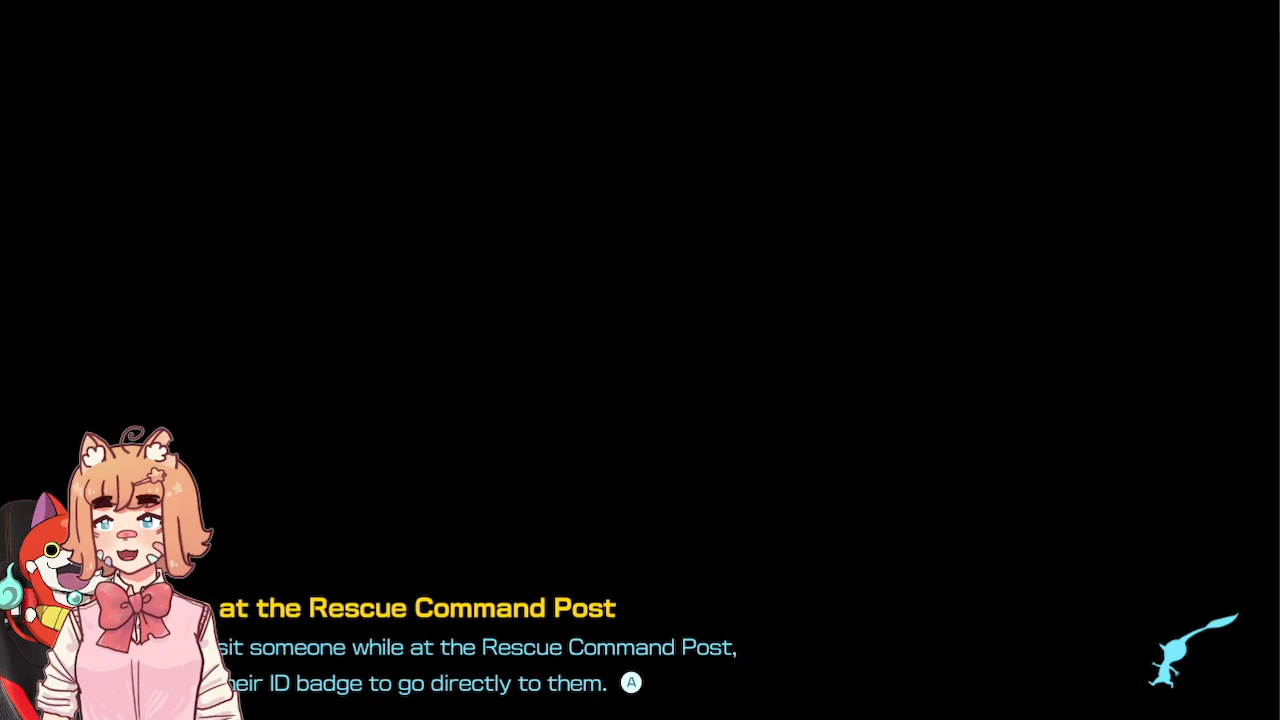 at the Rescue Command Post
sit someone while at the Rescue Command Post,
heir ID badge to go directly to them. A